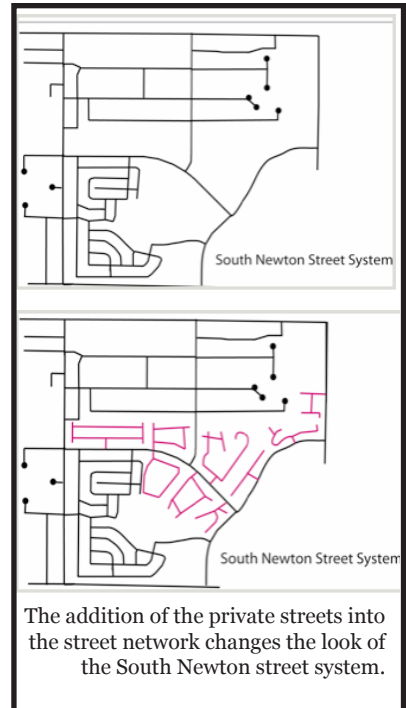 South Newton Street System
South Newton Street System
The addition of the private streets into
the street network changes the look of
the South Newton street system.